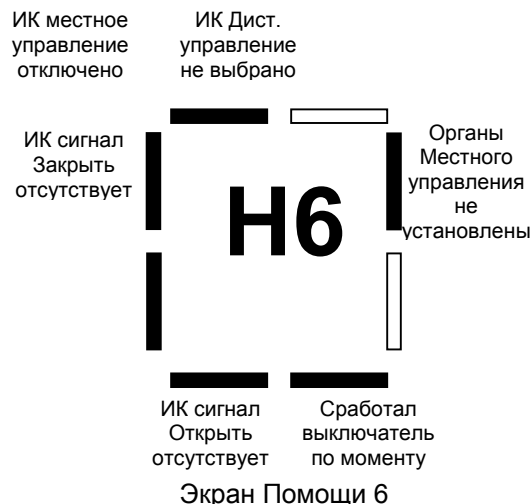 ИК местное
управление
отключено
ИК Дист.
управление
не выбрано
ИК сигнал
Закрыть
отсутствует
Н6
Органы
Местного
управления
не
установлены
ИК сигнал
Открыть
отсутствует
Сработал
выключатель
по моменту
Экран Помощи 6